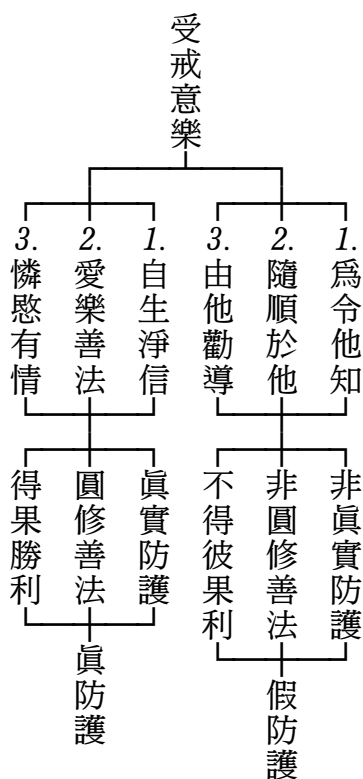 受戒意樂
1.爲令他知
2.隨順於他
3.由他勸導
非眞實防護
非圓修善法
不得彼果利
假防護
1.自生淨信
2.愛樂善法
3.憐愍有情
眞實防護
圓修善法
得果勝利
眞防護